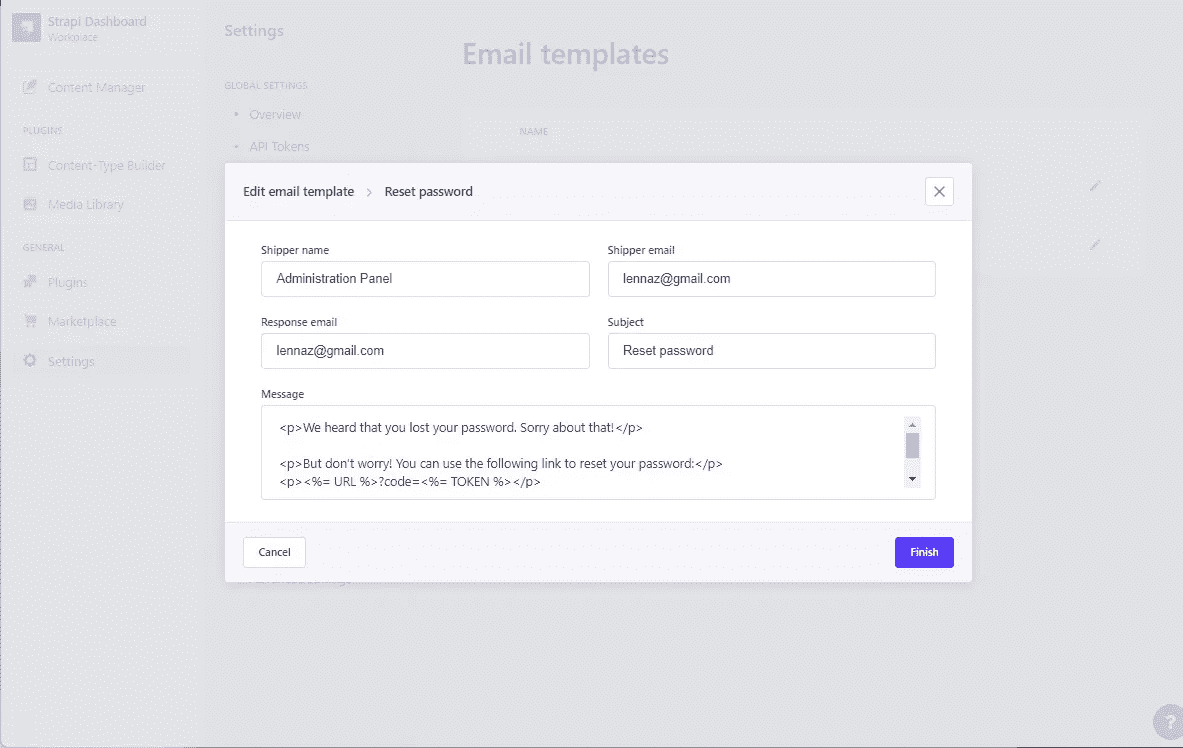 Strapi Dashboard
Workplace
Content Manager
PLUGINS
Content-Type Builder
Media Library
GENERAL
Plugins
Marketplace
Settings
Settings
GLOBAL SETTINGS
• Overview
• API Tokens
Email templates
NAME
Edit email template > Reset password
Shipper name
Administration Panel
Shipper email
lennaz@gmail.com
Response email
lennaz@gmail.com
Subject
Reset password
Message
<p>We heard that you lost your password. Sorry about that!</p>
<p>But don't worry! You can use the following link to reset your password:</p>
<p><%= URL %>?code=<%= TOKEN %></p>
Cancel
Finish
?